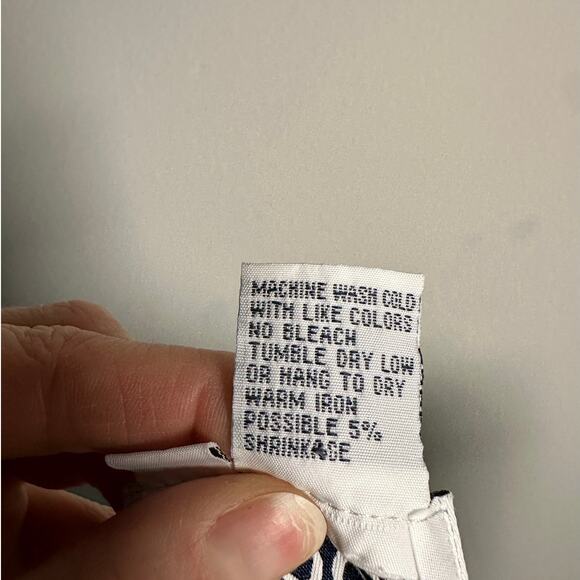 MACHINE WASH COLD
WITH LIKE COLORS
NO BLEACH
TUMBLE DRY LOW
OR HANG TO DRY
WARM IRON
POSSIBLE 5%
SHRINKAGE